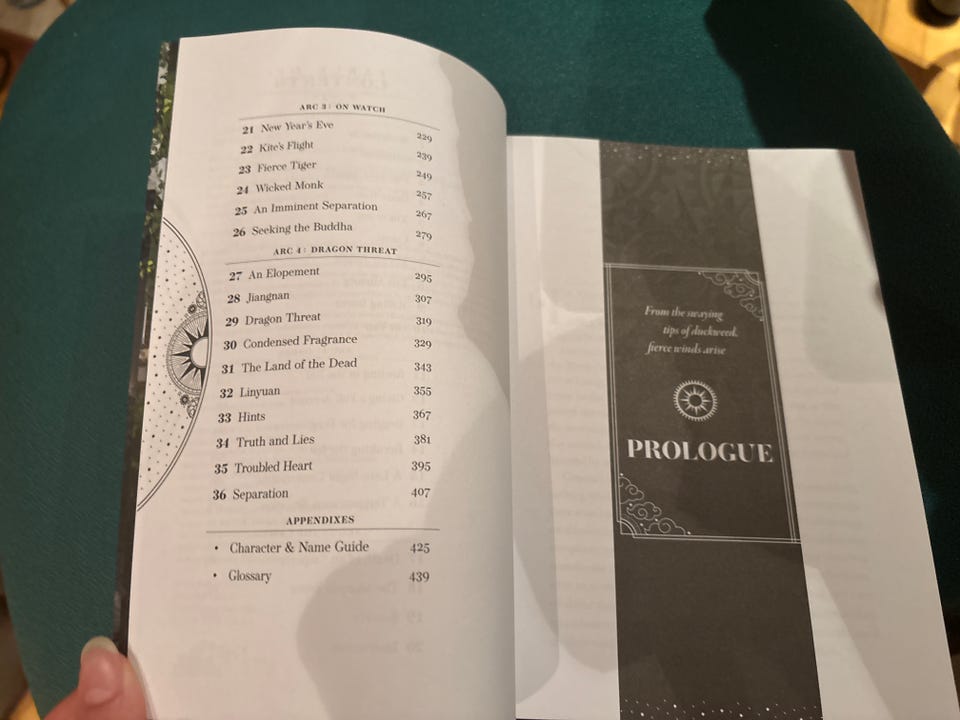 ARC 3: ON WATCH
21 New Year's Eve 229
22 Kite's Flight 239
23 Fierce Tiger 249
24 Wicked Monk 257
25 An Imminent Separation 267
26 Seeking the Buddha 279
ARC 4: DRAGON THREAT
27 An Elopement 295
28 Jiangnan 307
29 Dragon Threat 319
30 Condensed Fragrance 329
31 The Land of the Dead 343
32 Linyuan 355
33 Hints 367
34 Truth and Lies 381
35 Troubled Heart 395
36 Separation 407
APPENDIXES
• Character & Name Guide 425
• Glossary 439
From the swaying
tips of duckweed,
fierce winds arise
PROLOGUE